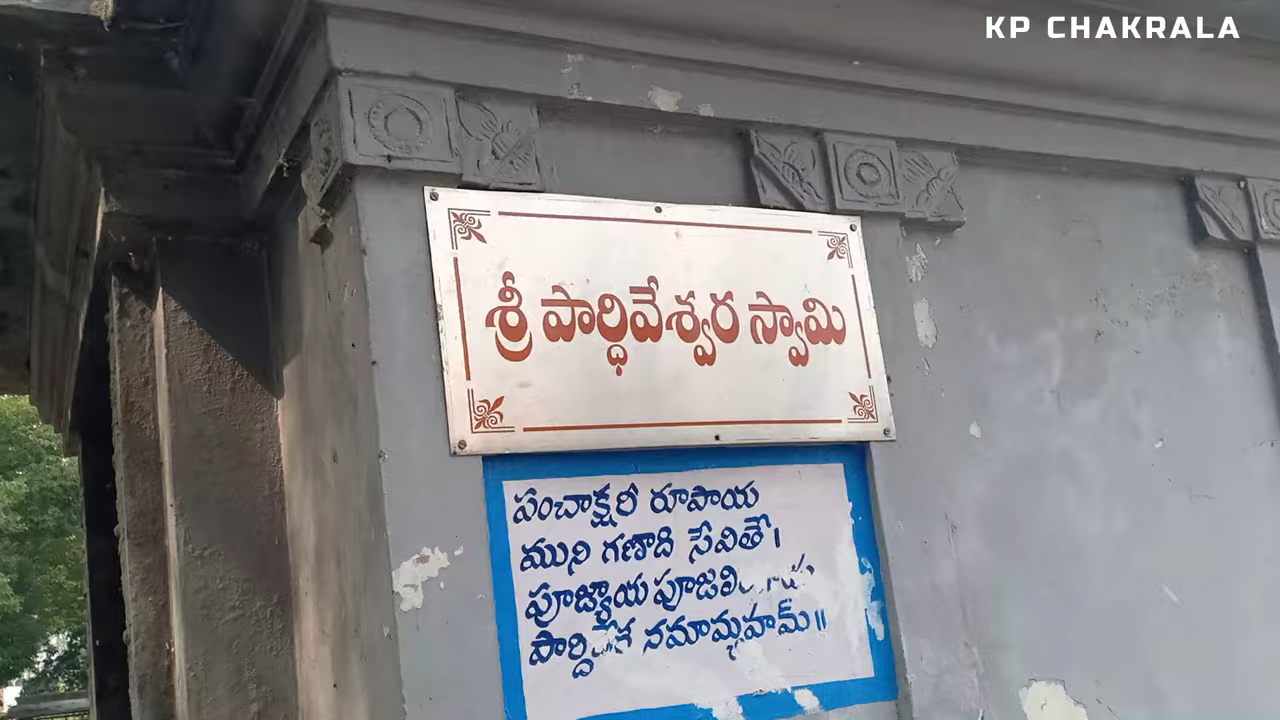 KP CHAKRALA
శ్రీ పార్ధివేశ్వర స్వామి
పంచాక్షరీ రూపాయ
ముని గణాది సేవితే।
పూజ్యాయ
నమామ్యహమ్॥